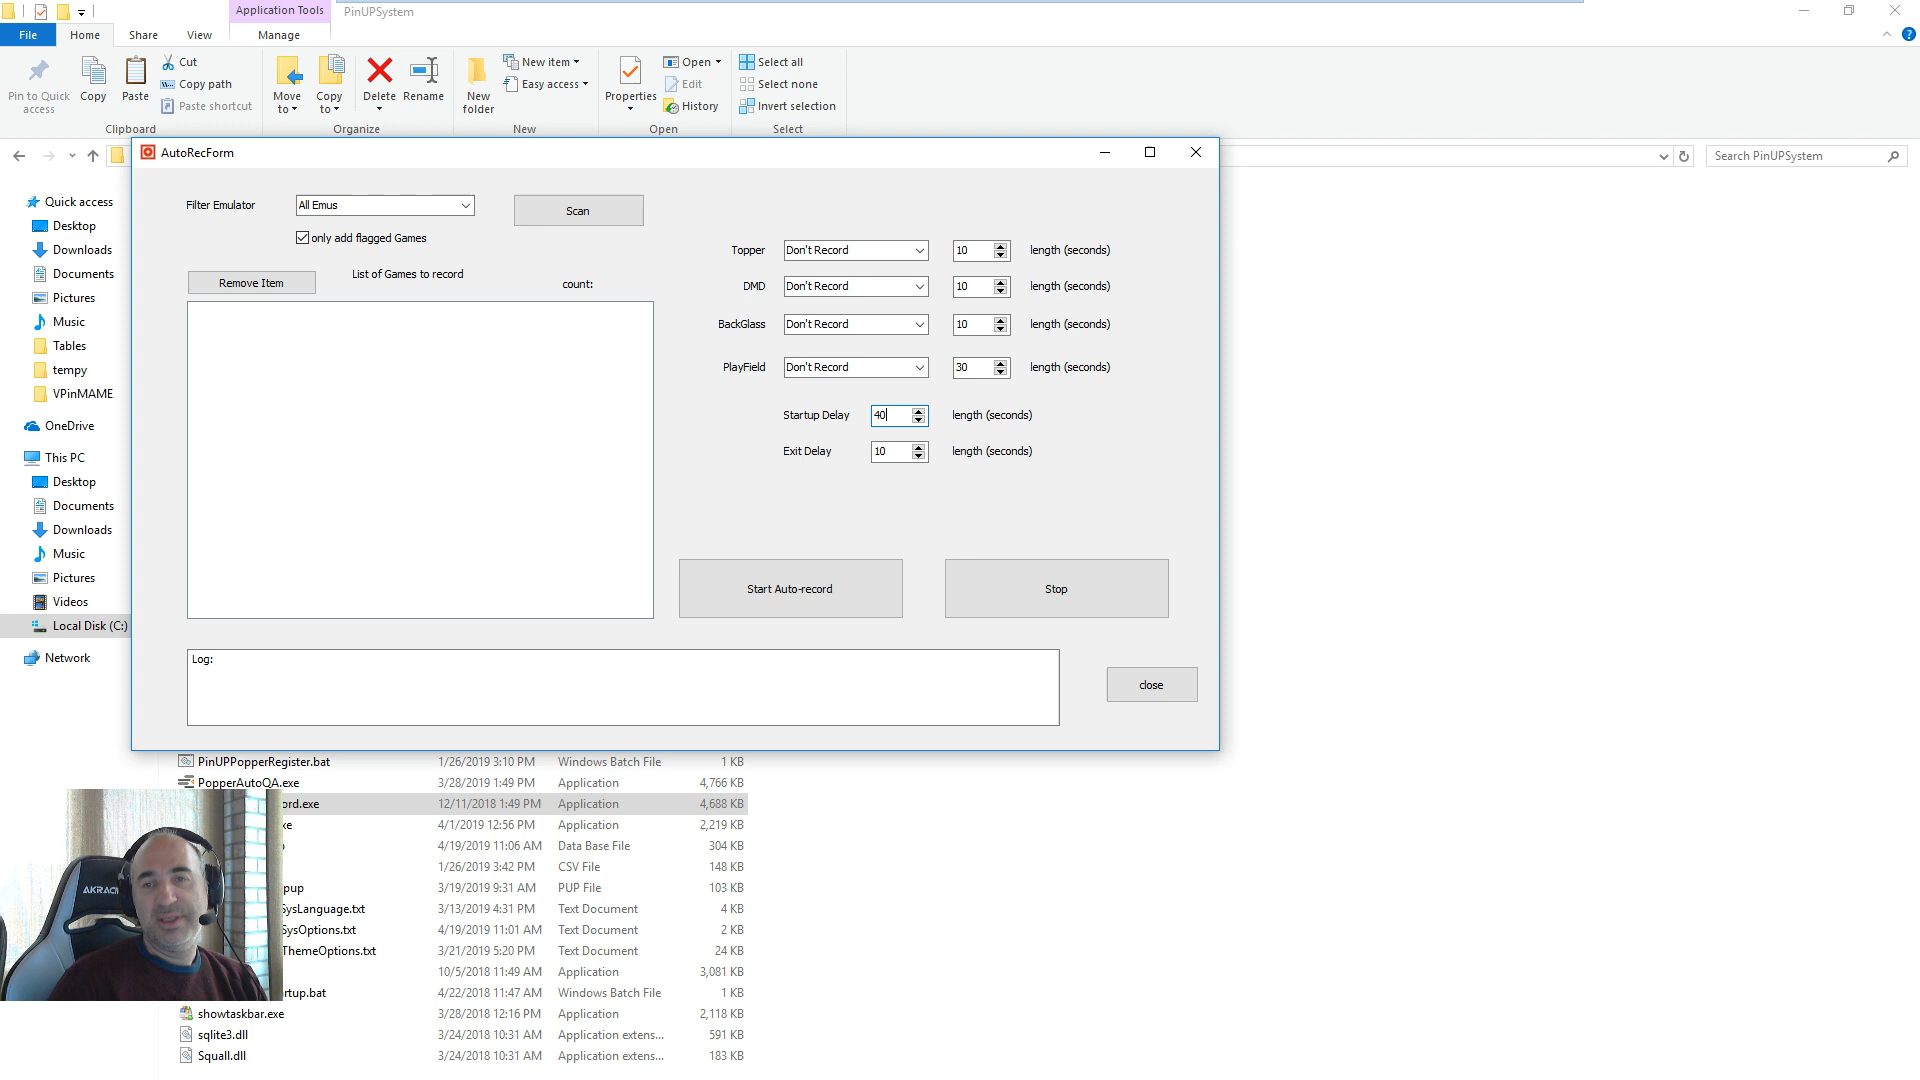 Application Tools
PinUPSystem
File
Home
Share
View
Manage
Pin to Quick access
Copy
Paste
Cut
Copy path
Paste shortcut
Clipboard
Move to
Copy to
Delete
Rename
Organize
New folder
New item
Easy access
New
Properties
Open
Edit
History
Open
Select all
Select none
Invert selection
Select
Search PinUPSystem
Quick access
Desktop
Downloads
Documents
Pictures
Music
Tables
tempy
VPinMAME
OneDrive
This PC
Desktop
Documents
Downloads
Music
Pictures
Videos
Local Disk (C:)
Network
AutoRecForm
Filter Emulator
All Emus
Scan
only add flagged Games
Remove Item
List of Games to record
count:
Topper Don't Record 10 length (seconds)
DMD Don't Record 10 length (seconds)
BackGlass Don't Record 10 length (seconds)
PlayField Don't Record 30 length (seconds)
Startup Delay 40 length (seconds)
Exit Delay 10 length (seconds)
Start Auto-record
Stop
Log:
close
PinUPPopperRegister.bat 1/26/2019 3:10 PM Windows Batch File 1 KB
PopperAutoQA.exe 3/28/2019 1:49 PM Application 4,766 KB
ord.exe 12/11/2018 1:49 PM Application 4,688 KB
xe 4/1/2019 12:56 PM Application 2,219 KB
4/19/2019 11:06 AM Data Base File 304 KB
1/26/2019 3:42 PM CSV File 148 KB
pup 3/19/2019 9:31 AM PUP File 103 KB
SysLanguage.txt 3/13/2019 4:31 PM Text Document 4 KB
SysOptions.txt 4/19/2019 11:01 AM Text Document 2 KB
ThemeOptions.txt 3/21/2019 5:20 PM Text Document 24 KB
10/5/2018 11:49 AM Application 3,081 KB
rtup.bat 4/22/2018 11:47 AM Windows Batch File 1 KB
showtaskbar.exe 3/28/2018 12:16 PM Application 2,118 KB
sqlite3.dll 3/24/2018 10:31 AM Application extens... 591 KB
Squall.dll 3/24/2018 10:31 AM Application extens... 183 KB